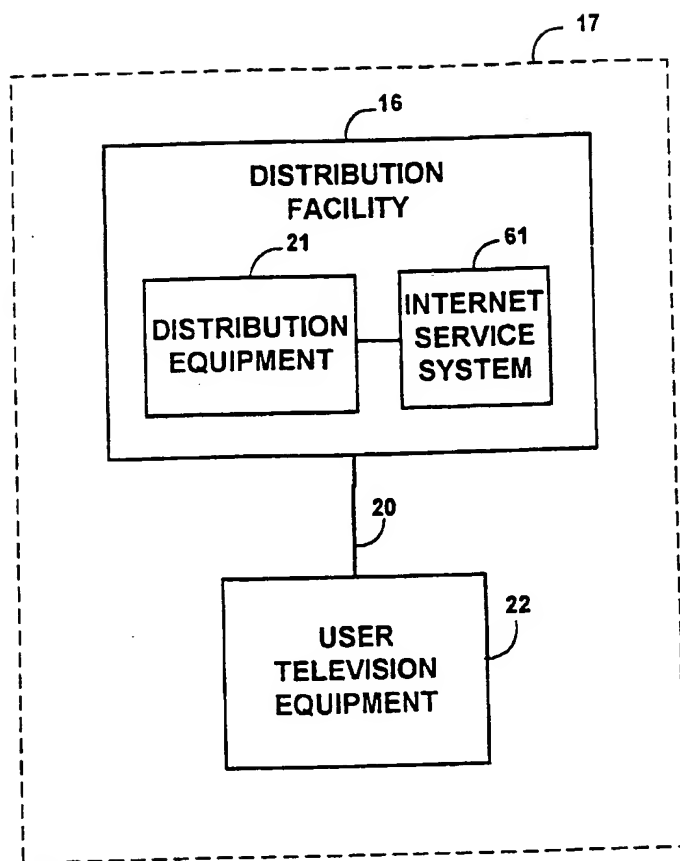 17
16
DISTRIBUTION
FACILITY
21
61
DISTRIBUTION
EQUIPMENT
INTERNET
SERVICE
SYSTEM
20
USER
TELEVISION
EQUIPMENT
22